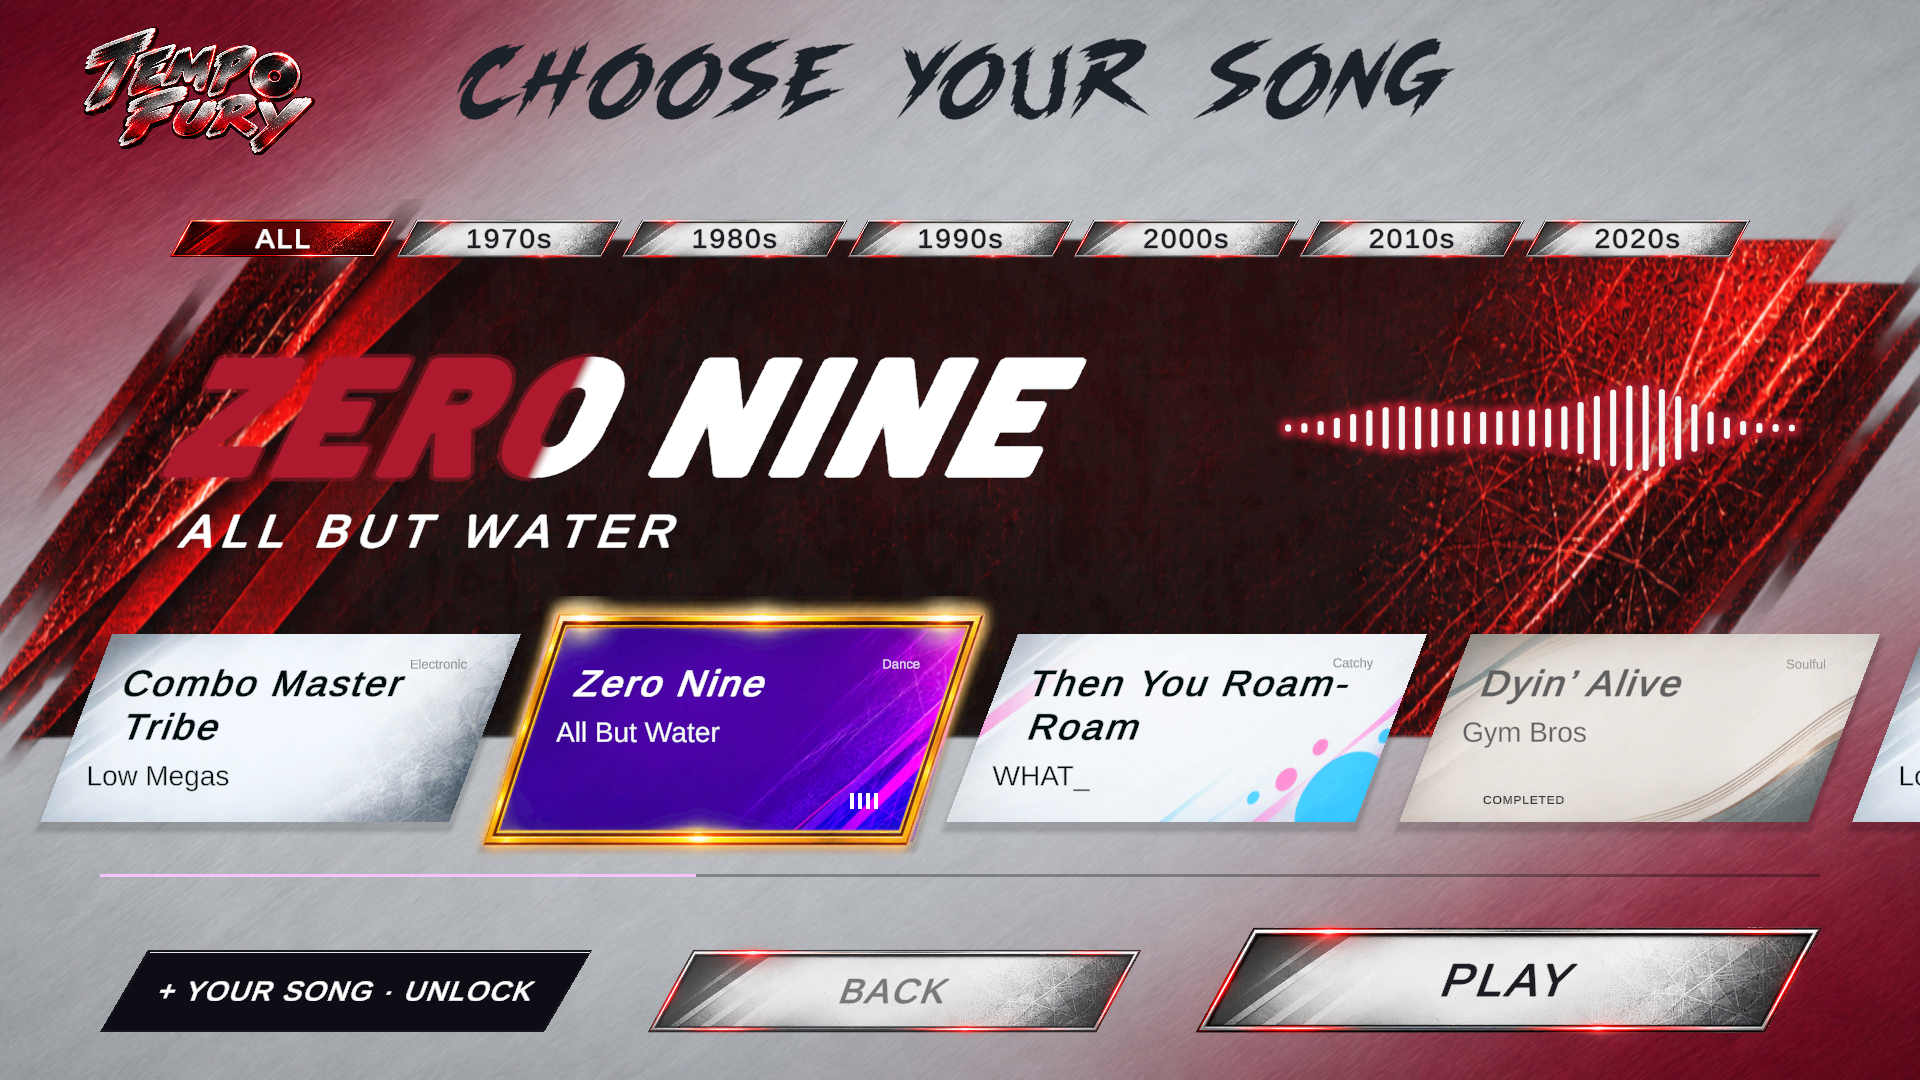 TEMPO
FURY
CHOOSE YOUR SONG
ALL
1970s
1980s
1990s
2000s
2010s
2020s
ZERO NINE
ALL BUT WATER
Electronic
Combo Master
Tribe
Low Megas
Dance
Zero Nine
All But Water
Catchy
Then You Roam-
Roam
WHAT_
Soulful
Dyin’ Alive
Gym Bros
COMPLETED
+ YOUR SONG · UNLOCK
BACK
PLAY